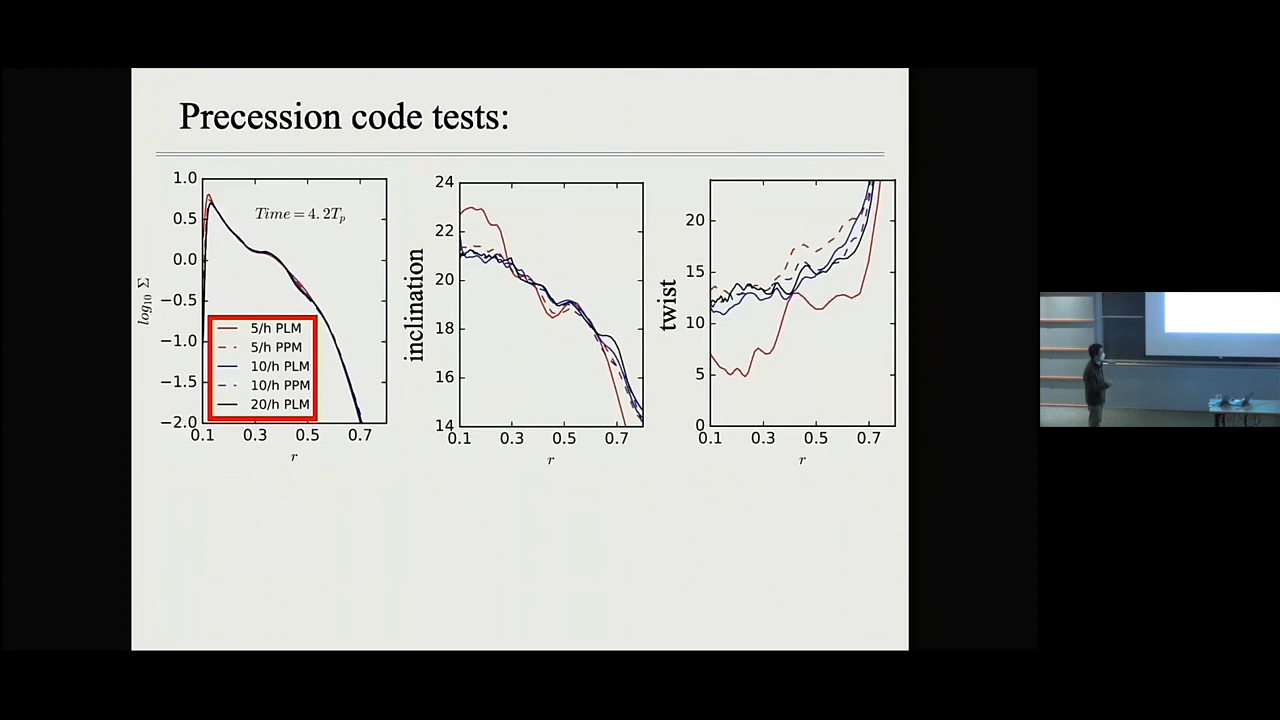 Precession code tests:
1.0
0.5
0.0
−0.5
−1.0
−1.5
−2.0
log₁₀ Σ
Time = 4.2Tₚ
5/h PLM
5/h PPM
10/h PLM
10/h PPM
20/h PLM
0.1 0.3 0.5 0.7
r
24
22
20
18
16
14
inclination
0.1 0.3 0.5 0.7
r
20
15
10
5
0
twist
0.1 0.3 0.5 0.7
r